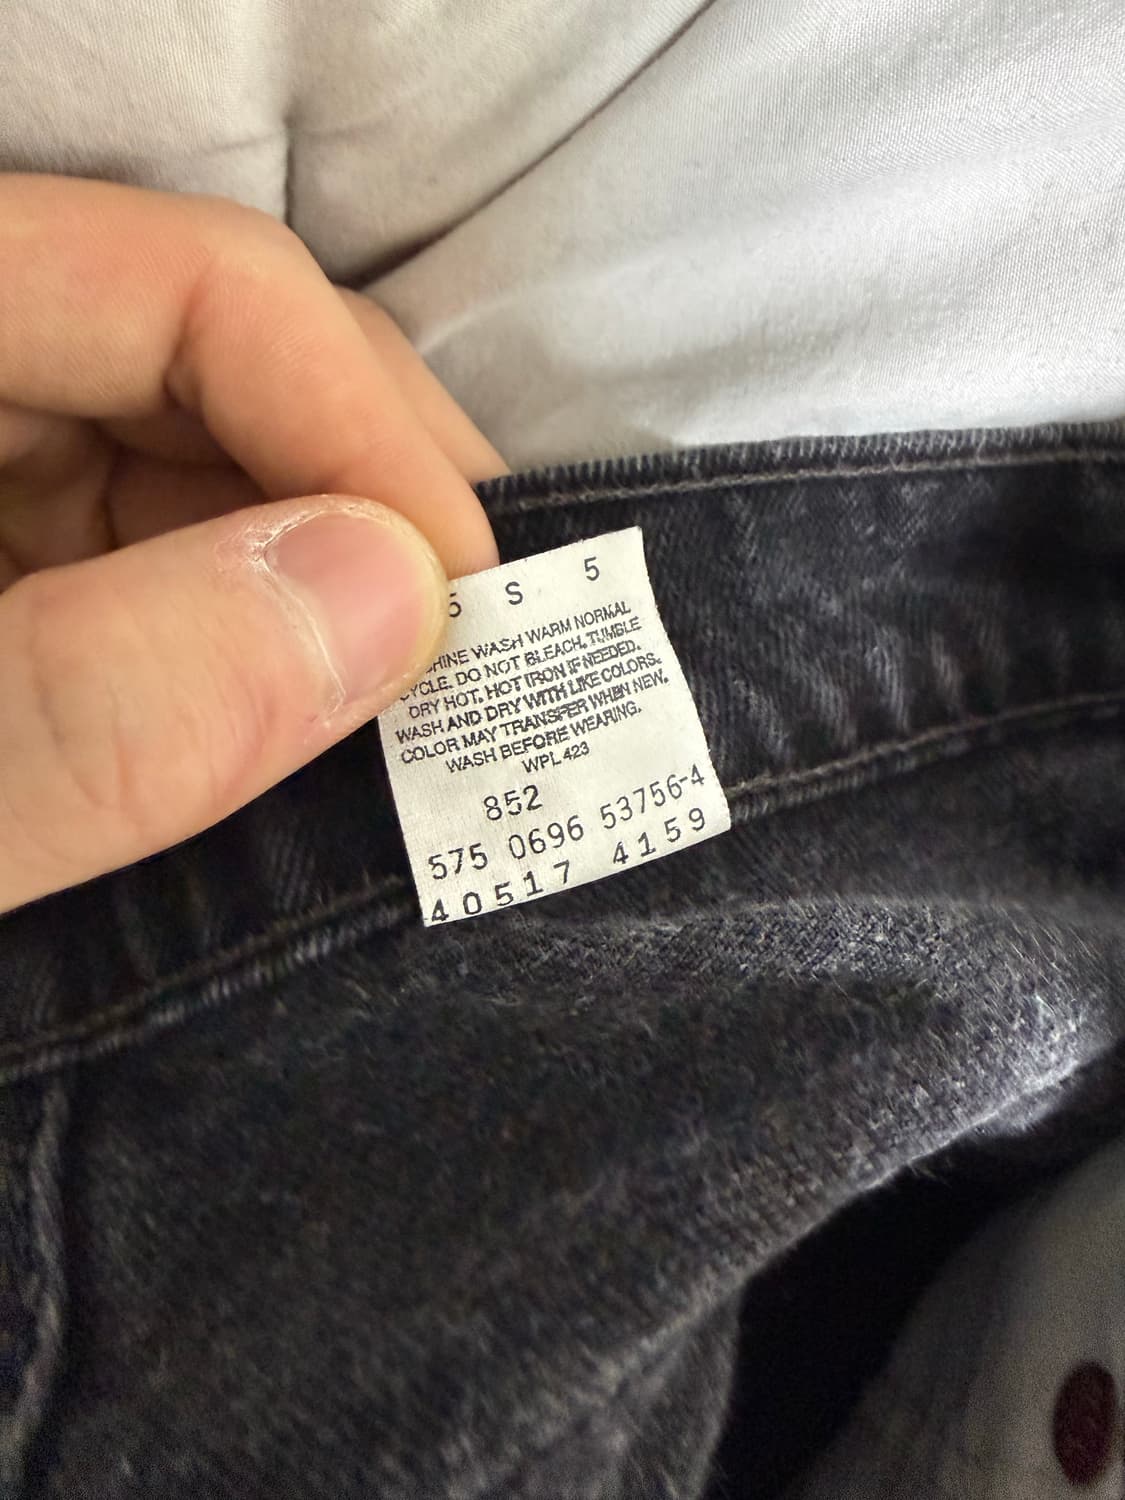 5 S 5
CHINE WASH WARM NORMAL
CYCLE. DO NOT BLEACH. TUMBLE
DRY HOT. HOT IRON IF NEEDED.
WASH AND DRY WITH LIKE COLORS.
COLOR MAY TRANSFER WHEN NEW.
WASH BEFORE WEARING.
WPL 423
852
575 0696 53756-4
40517 4159